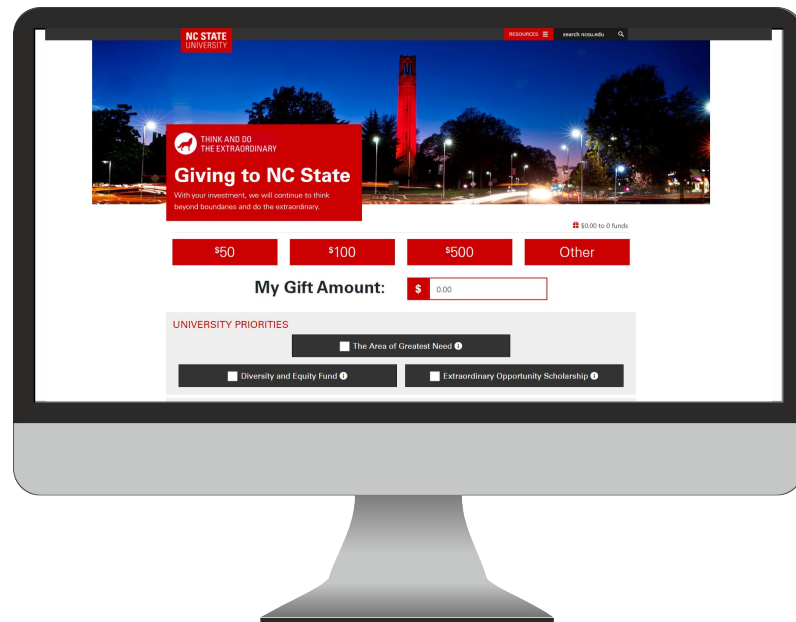 NC STATE
UNIVERSITY
RESOURCES
search.ncsu.edu
THINK AND DO
THE EXTRAORDINARY
Giving to NC State
With your investment, we will continue to think
beyond boundaries and do the extraordinary.
$0.00 to 0 funds
$50
$100
$500
Other
My Gift Amount:
$ 0.00
UNIVERSITY PRIORITIES
The Area of Greatest Need
Diversity and Equity Fund
Extraordinary Opportunity Scholarship